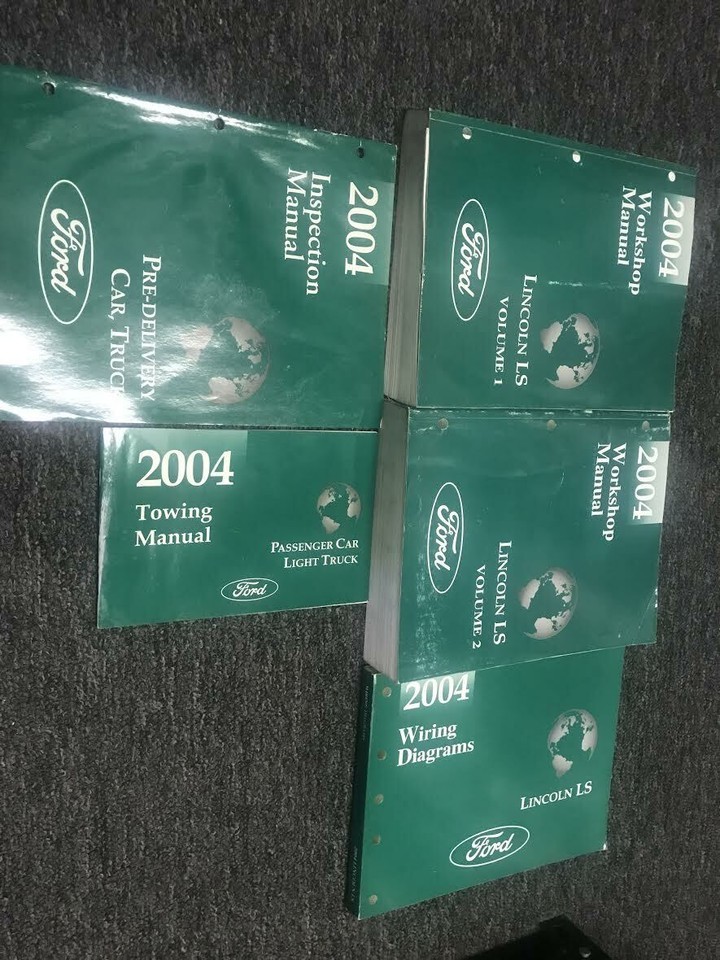 2004
Inspection
Manual
PRE-DELIVERY
CAR, TRUCK
Ford
2004
Workshop
Manual
LINCOLN LS
VOLUME 1
Ford
2004
Towing
Manual
PASSENGER CAR
LIGHT TRUCK
Ford
2004
Workshop
Manual
LINCOLN LS
VOLUME 2
Ford
2004
Wiring
Diagrams
LINCOLN LS
Ford